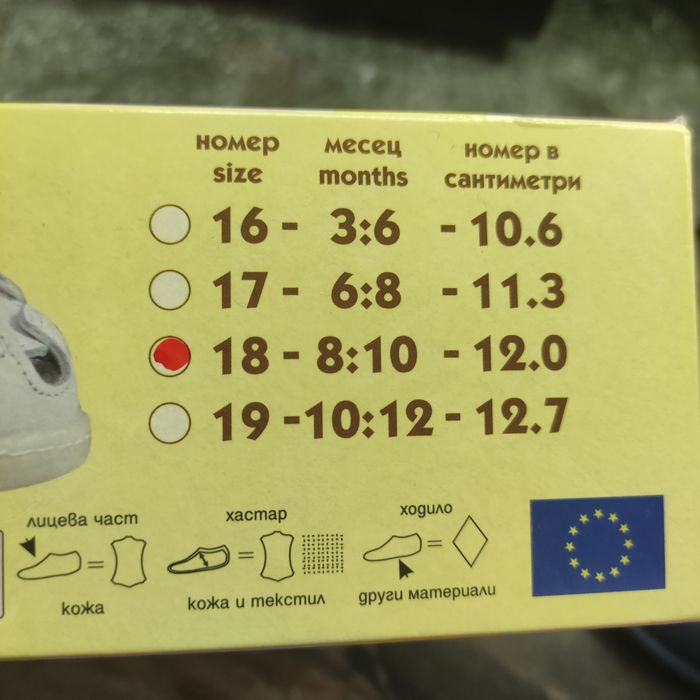 номер месец номер в
size months сантиметри
16 - 3:6 - 10.6
17 - 6:8 - 11.3
18 - 8:10 - 12.0
19 - 10:12 - 12.7
лицева част хастар ходило
= = =
кожа кожа и текстил други материали